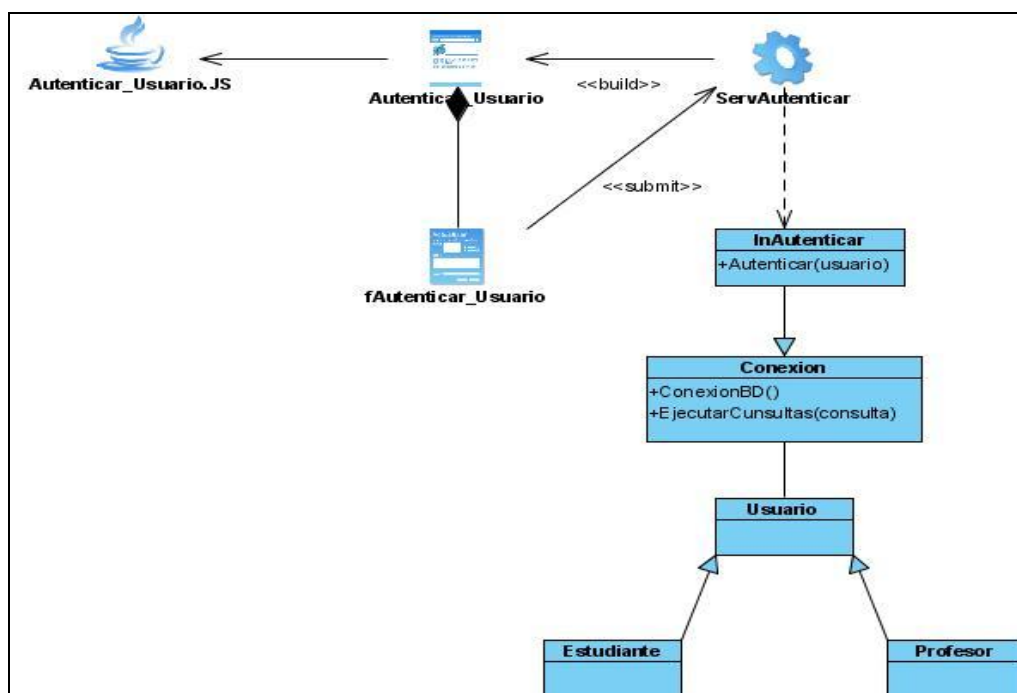 Autenticar_Usuario.JS
Autenticar_Usuario
<<build>>
ServAutenticar
<<submit>>
fAutenticar_Usuario
InAutenticar
+Autenticar(usuario)
Conexion
+ConexionBD()
+EjecutarCunsultas(consulta)
Usuario
Estudiante
Profesor